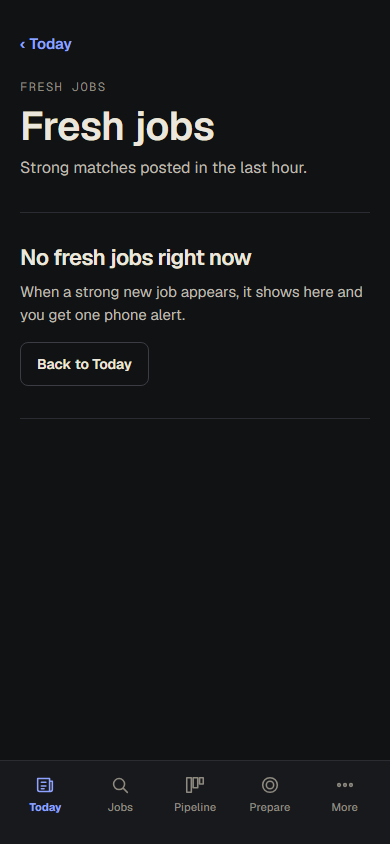 ‹ Today
FRESH JOBS
Fresh jobs
Strong matches posted in the last hour.
No fresh jobs right now
When a strong new job appears, it shows here and
you get one phone alert.
Back to Today
Today Jobs Pipeline Prepare More